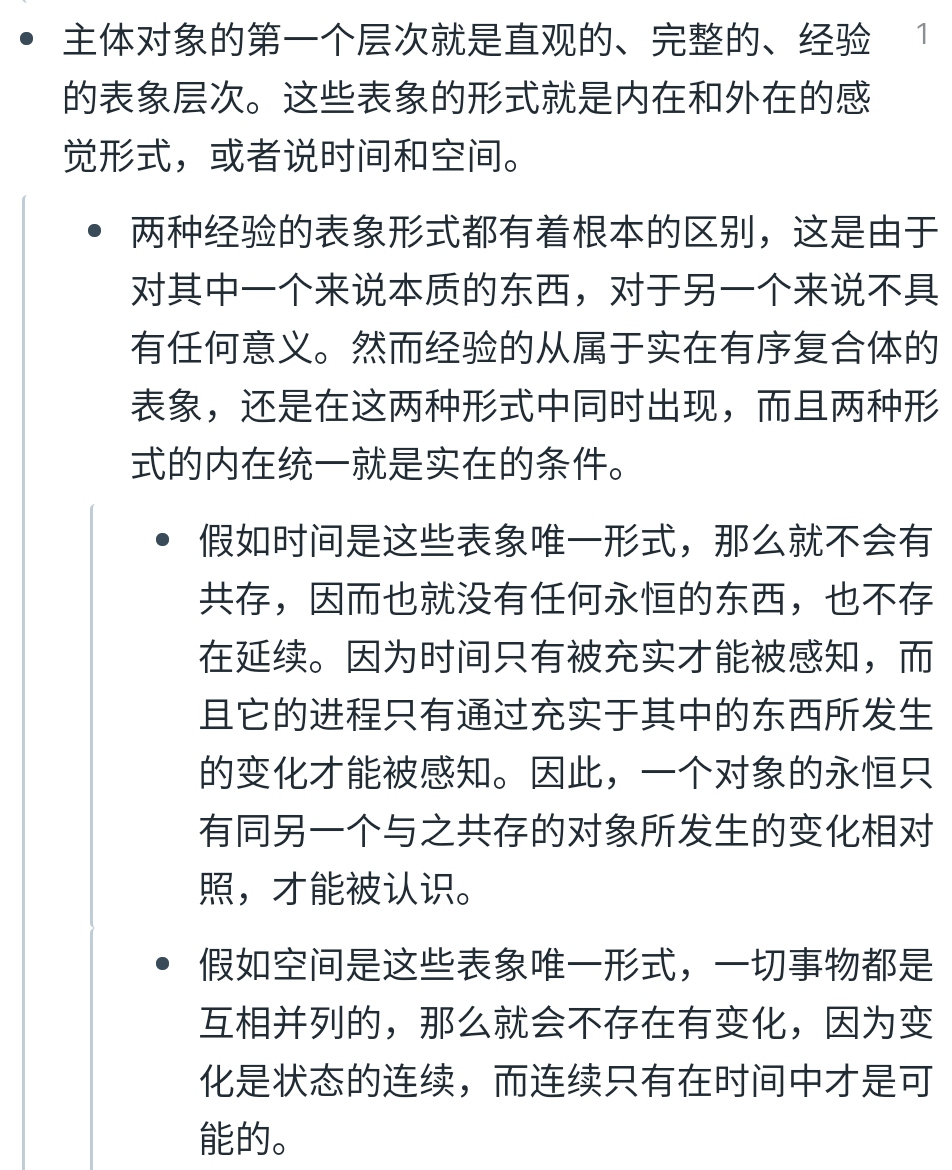 主体对象的第一个层次就是直观的、完整的、经验 1
的表象层次。这些表象的形式就是内在和外在的感
觉形式，或者说时间和空间。
两种经验的表象形式都有着根本的区别，这是由于
对其中一个来说本质的东西，对于另一个来说不具
有任何意义。然而经验的从属于实在有序复合体的
表象，还是在这两种形式中同时出现，而且两种形
式的内在统一就是实在的条件。
假如时间是这些表象唯一形式，那么就不会有
共存，因而也就没有任何永恒的东西，也不存
在延续。因为时间只有被充实才能被感知，而
且它的进程只有通过充实于其中的东西所发生
的变化才能被感知。因此，一个对象的永恒只
有同另一个与之共存的对象所发生的变化相对
照，才能被认识。
假如空间是这些表象唯一形式，一切事物都是
互相并列的，那么就会不存在有变化，因为变
化是状态的连续，而连续只有在时间中才是可
能的。